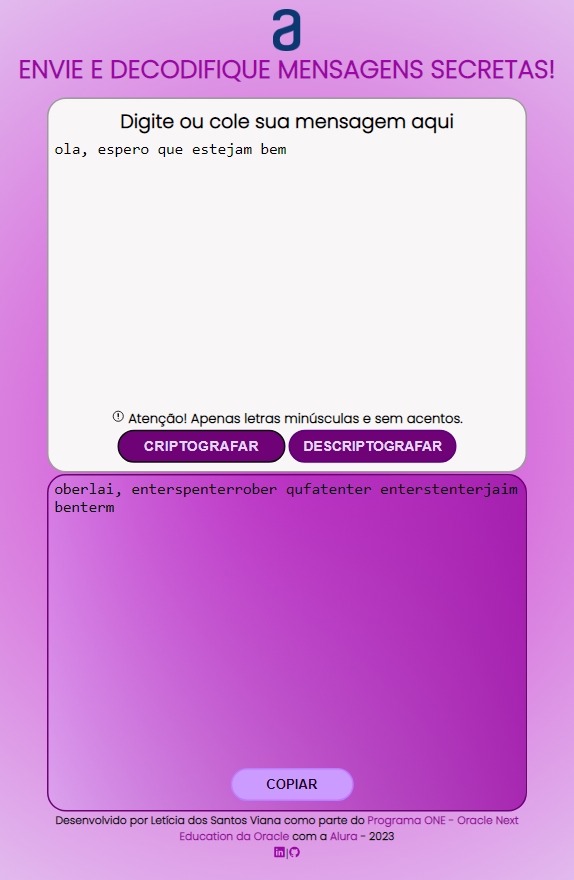 a
ENVIE E DECODIFIQUE MENSAGENS SECRETAS!
Digite ou cole sua mensagem aqui
ola, espero que estejam bem
Atenção! Apenas letras minúsculas e sem acentos.
CRIPTOGRAFAR DESCRIPTOGRAFAR
oberlai, enterspenterrober qufatenter enterstenterjaim
benterm
COPIAR
Desenvolvido por Letícia dos Santos Viana como parte do Programa ONE - Oracle Next
Education da Oracle com a Alura - 2023
in|